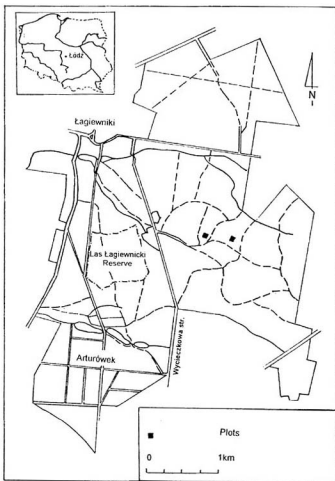 Łódź
N
Łagiewniki
Las Łagiewnicki
Reserve
Wycieczkowa str.
Arturówek
Plots
0 1km